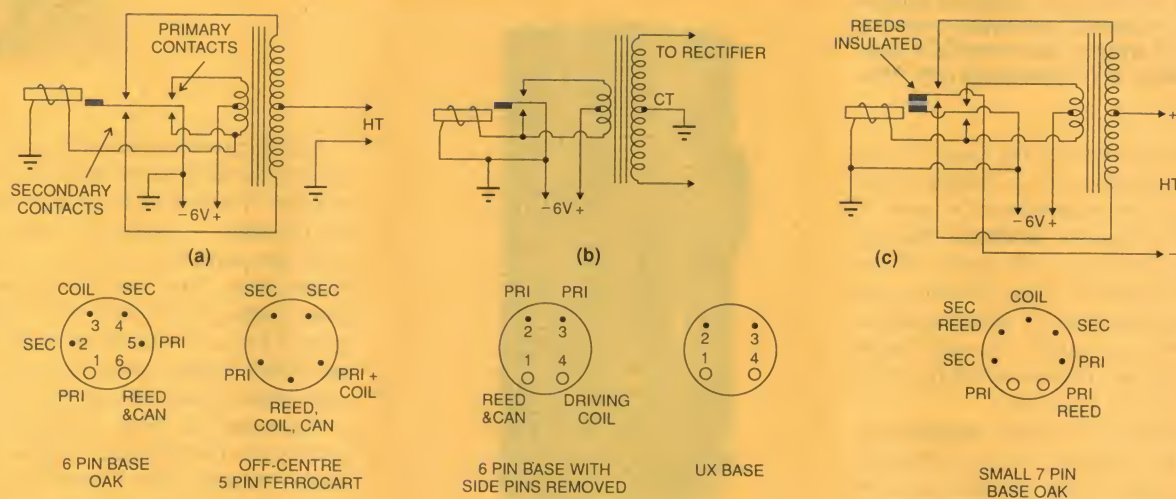 PRIMARY
CONTACTS
SECONDARY
CONTACTS
HT
– 6V +
(a)
TO RECTIFIER
CT
– 6V +
(b)
REEDS
INSULATED
+
HT
–
– 6V +
(c)
COIL SEC
3 4
SEC 2 5 PRI
1 6
PRI REED
&CAN
6 PIN BASE
OAK
SEC SEC
PRI PRI +
COIL
REED,
COIL, CAN
OFF-CENTRE
5 PIN FERROCART
PRI PRI
2 3
1 4
REED
&CAN DRIVING
COIL
6 PIN BASE WITH
SIDE PINS REMOVED
2 3
1 4
UX BASE
COIL
SEC
REED SEC
SEC PRI
PRI PRI
REED
SMALL 7 PIN
BASE OAK